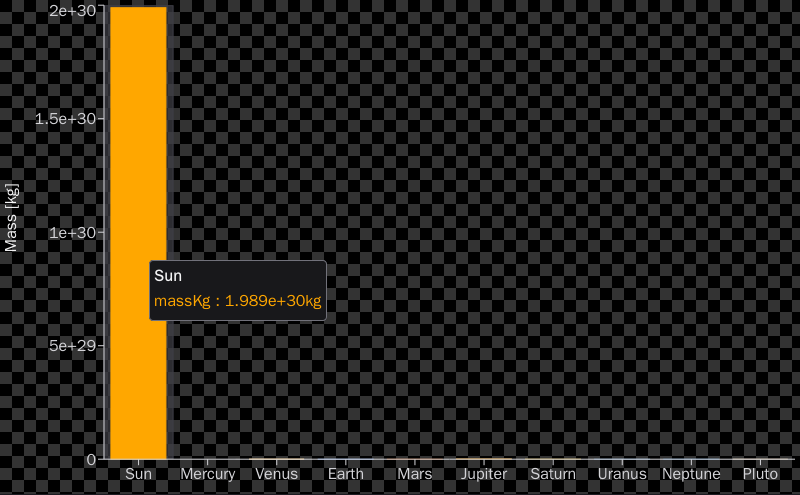 2e+30
1.5e+30
1e+30
5e+29
0
Mass [kg]
Sun
massKg : 1.989e+30kg
Sun Mercury Venus Earth Mars Jupiter Saturn Uranus Neptune Pluto